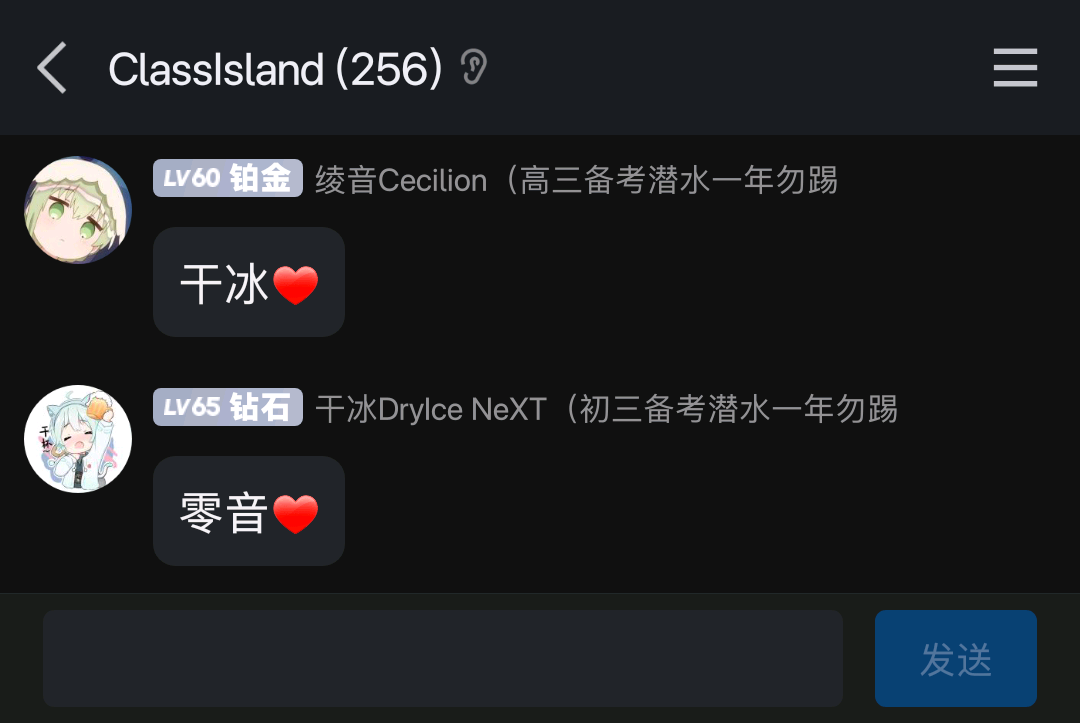 ClassIsland (256)
LV60 铂金 绫音Cecilion（高三备考潜水一年勿踢
干冰❤️
LV65 钻石 干冰DryIce NeXT（初三备考潜水一年勿踢
干杯
零音❤️
发送